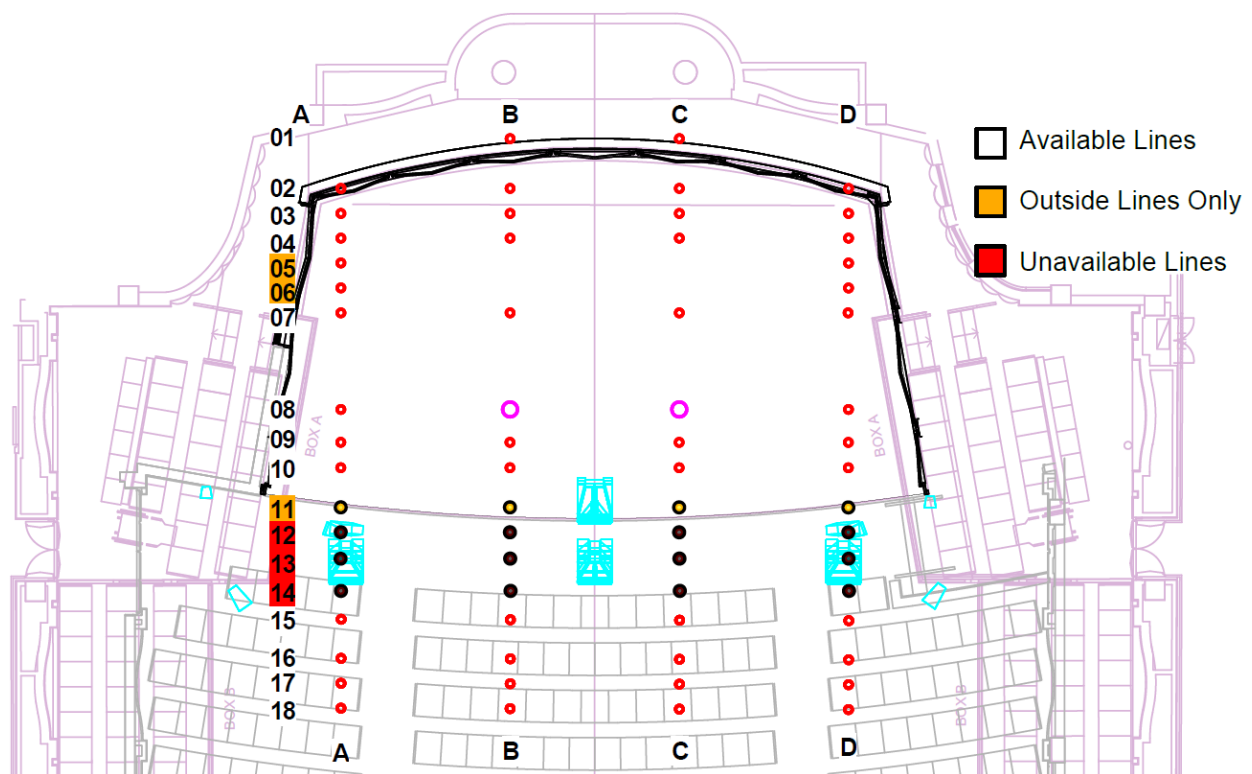 A B C D
01
Available Lines
02
Outside Lines Only
03
04
05
Unavailable Lines
06
07
08
BOX A
BOX A
09
10
11
12
13
14
15
16
17
BOX B
BOX B
18
A B C D